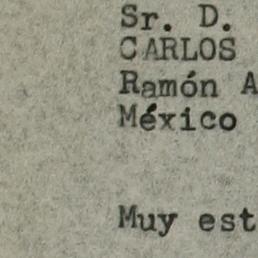 Sr. D.
CARLOS
Ramón A
México
Muy est